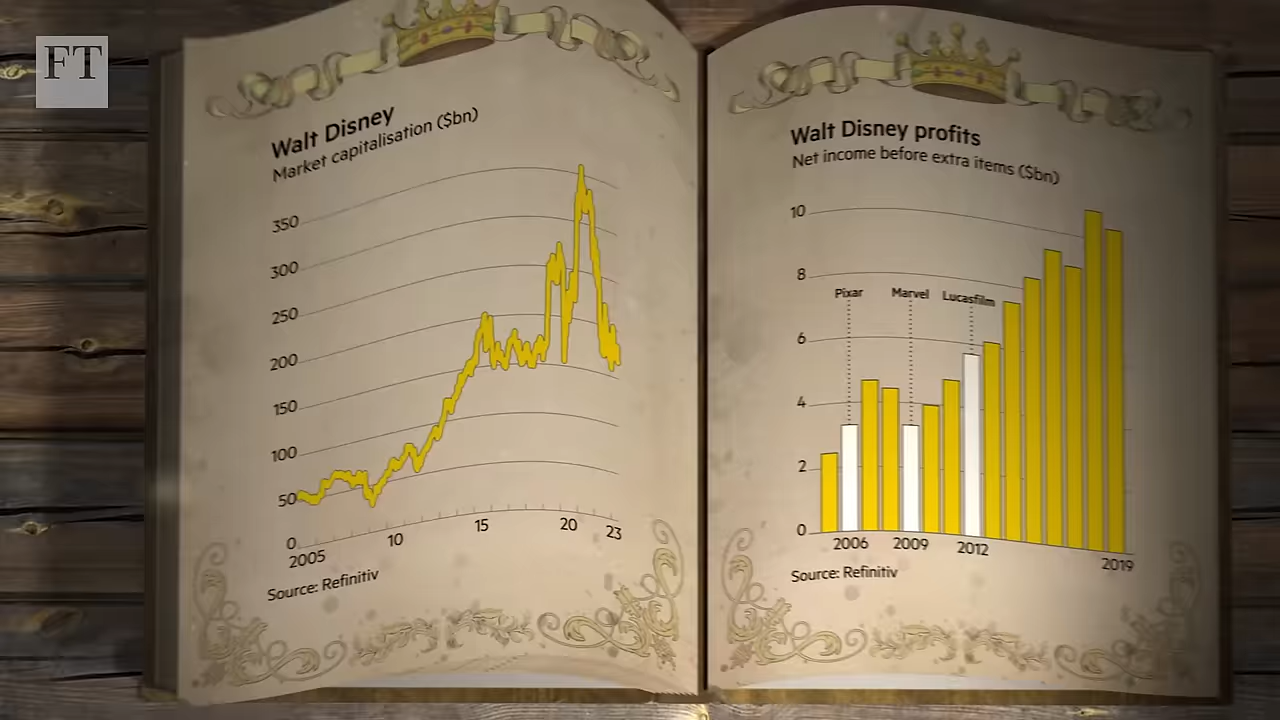 FT
Walt Disney
Market capitalisation ($bn)
350
300
250
200
150
100
50
0
2005
10
15
20
23
Source: Refinitiv
Walt Disney profits
Net income before extra items ($bn)
10
8
Pixar
Marvel
Lucasfilm
6
4
2
0
2006
2009
2012
2019
Source: Refinitiv